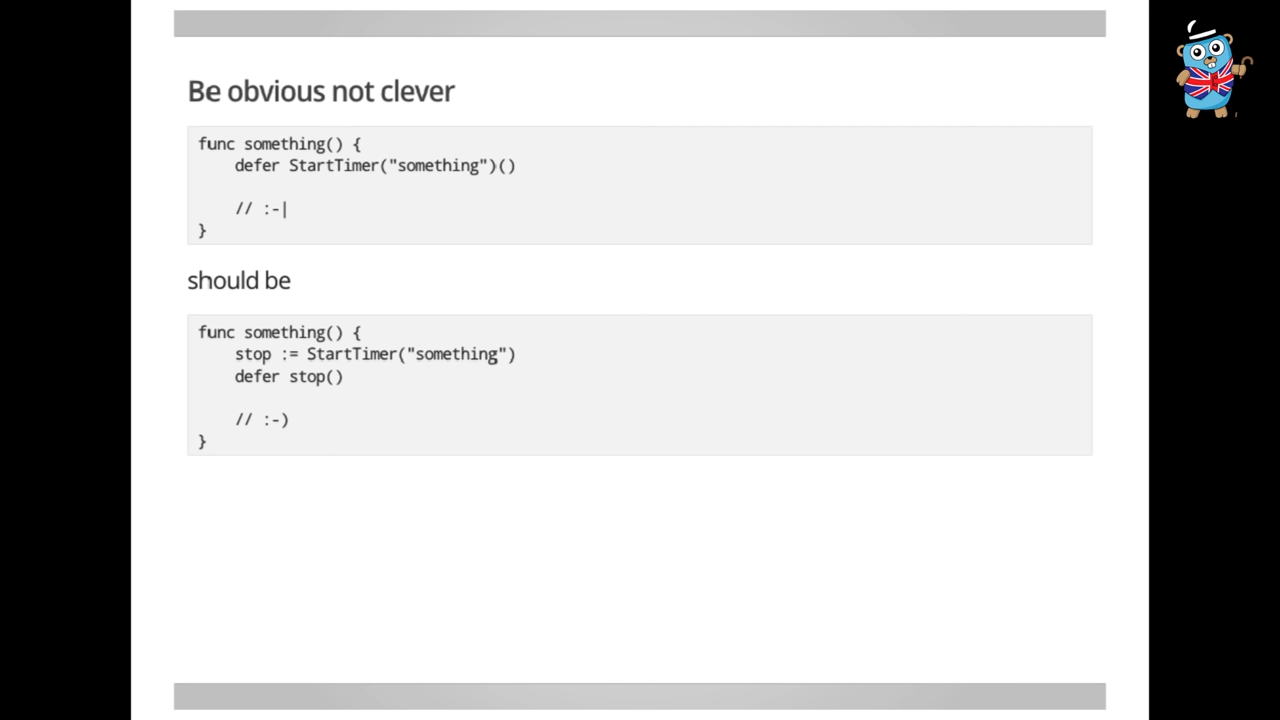 Be obvious not clever
func something() {
    defer StartTimer("something")()
    // :-|
}
should be
func something() {
    stop := StartTimer("something")
    defer stop()
    // :-)
}